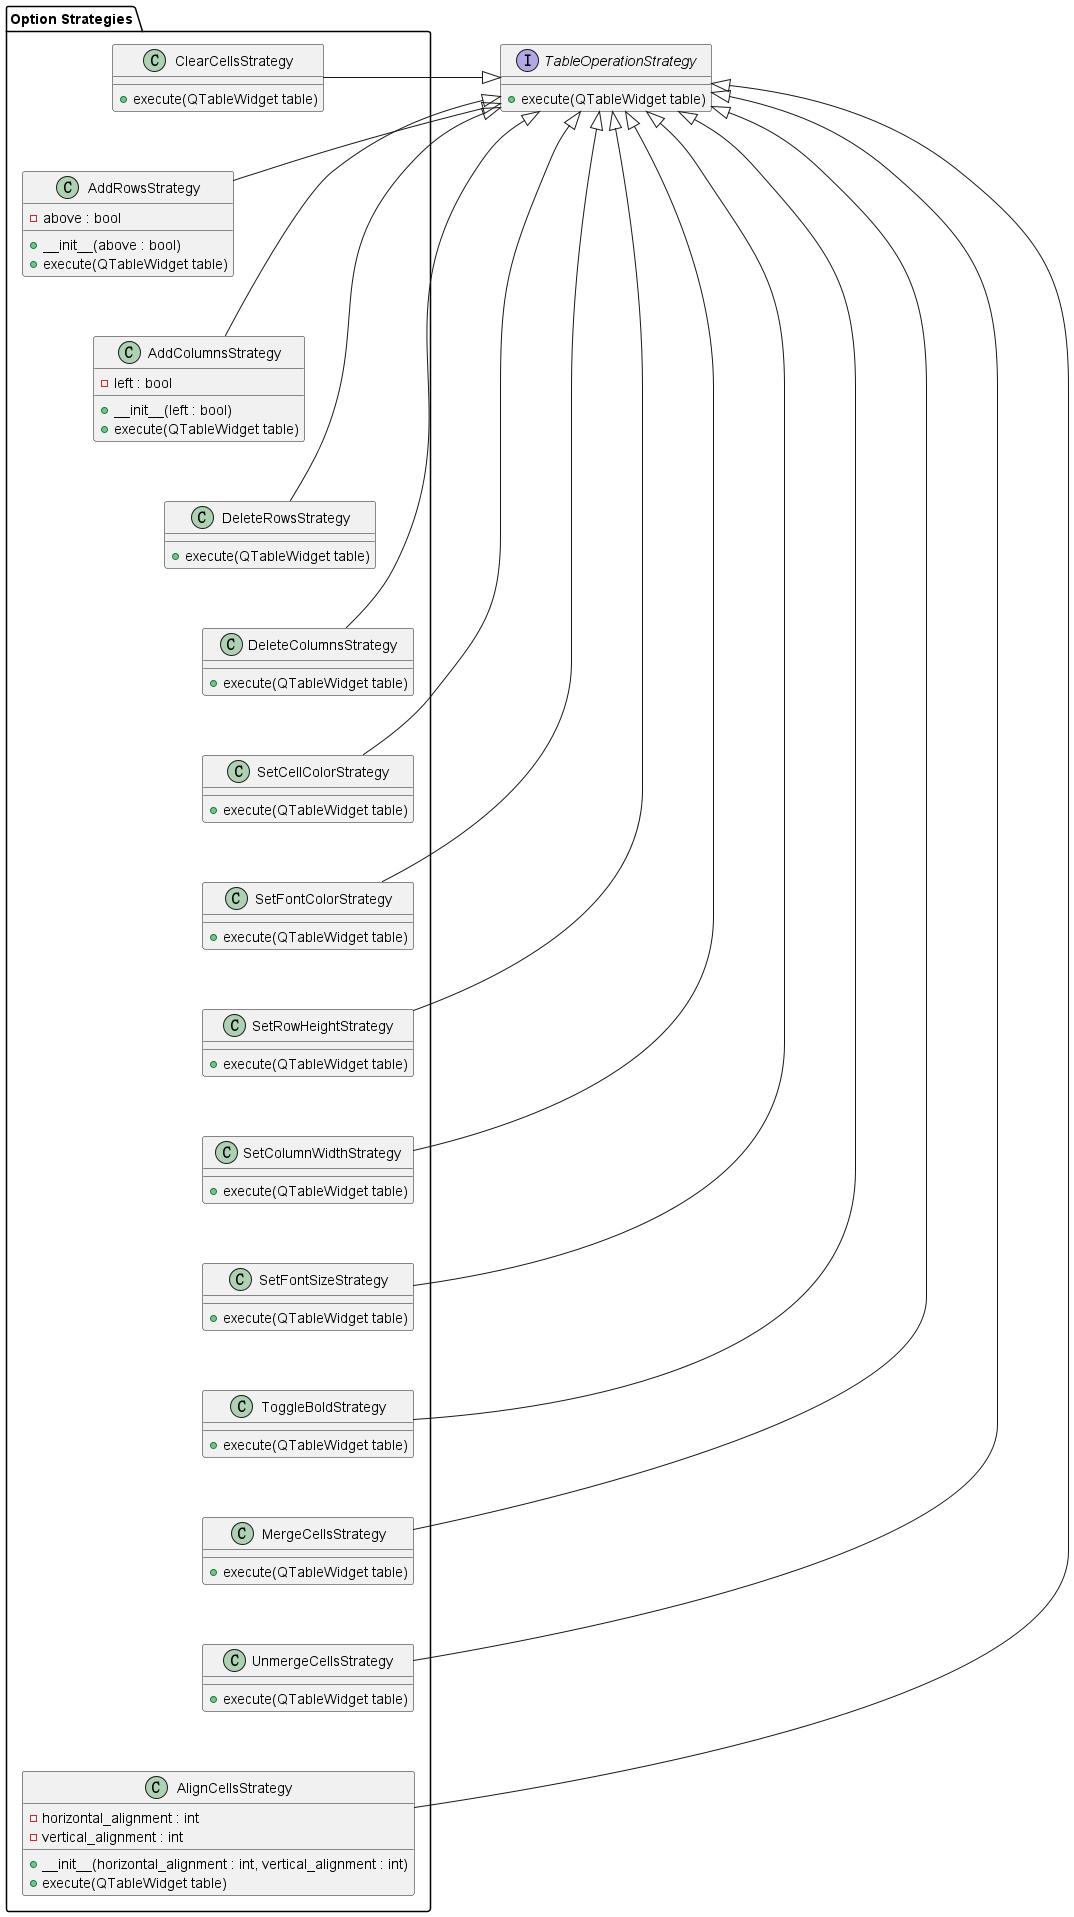 Option Strategies
C ClearCellsStrategy
execute(QTableWidget table)
I TableOperationStrategy
execute(QTableWidget table)
C AddRowsStrategy
above : bool
__init__(above : bool)
execute(QTableWidget table)
C AddColumnsStrategy
left : bool
__init__(left : bool)
execute(QTableWidget table)
C DeleteRowsStrategy
execute(QTableWidget table)
C DeleteColumnsStrategy
execute(QTableWidget table)
C SetCellColorStrategy
execute(QTableWidget table)
C SetFontColorStrategy
execute(QTableWidget table)
C SetRowHeightStrategy
execute(QTableWidget table)
C SetColumnWidthStrategy
execute(QTableWidget table)
C SetFontSizeStrategy
execute(QTableWidget table)
C ToggleBoldStrategy
execute(QTableWidget table)
C MergeCellsStrategy
execute(QTableWidget table)
C UnmergeCellsStrategy
execute(QTableWidget table)
C AlignCellsStrategy
horizontal_alignment : int
vertical_alignment : int
__init__(horizontal_alignment : int, vertical_alignment : int)
execute(QTableWidget table)